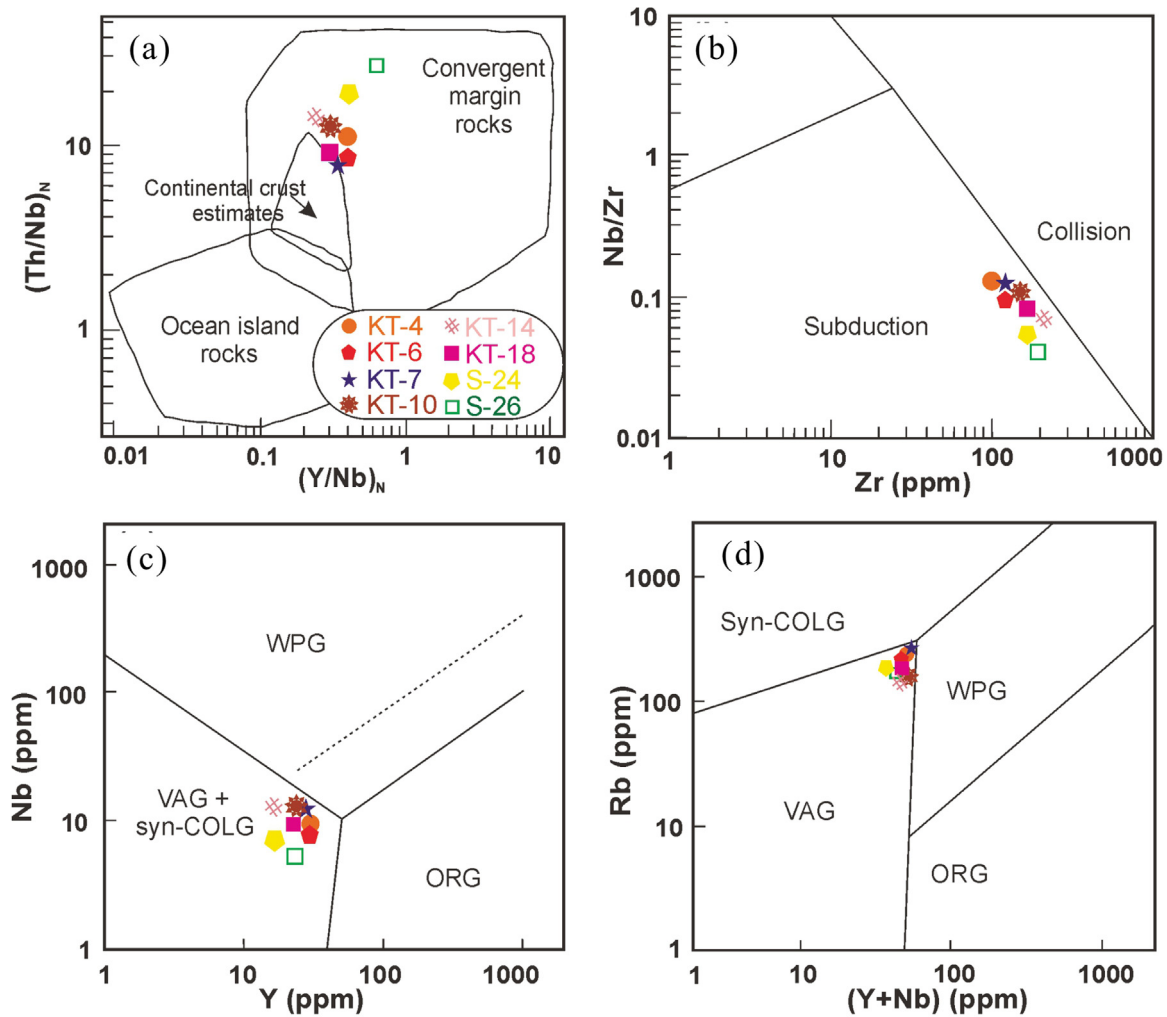 (a)
(Th/Nb)N
10
1
0.01
0.1
1
10
(Y/Nb)N
Convergent
margin
rocks
Continental crust
estimates
Ocean island
rocks
KT-4
KT-14
KT-6
KT-18
KT-7
S-24
KT-10
S-26
(b)
Nb/Zr
10
1
0.1
0.01
1
10
100
1000
Zr (ppm)
Subduction
Collision
(c)
Nb (ppm)
1000
100
10
1
1
10
100
1000
Y (ppm)
WPG
VAG +
syn-COLG
ORG
(d)
Rb (ppm)
1000
100
10
1
1
10
100
1000
(Y+Nb) (ppm)
Syn-COLG
WPG
VAG
ORG